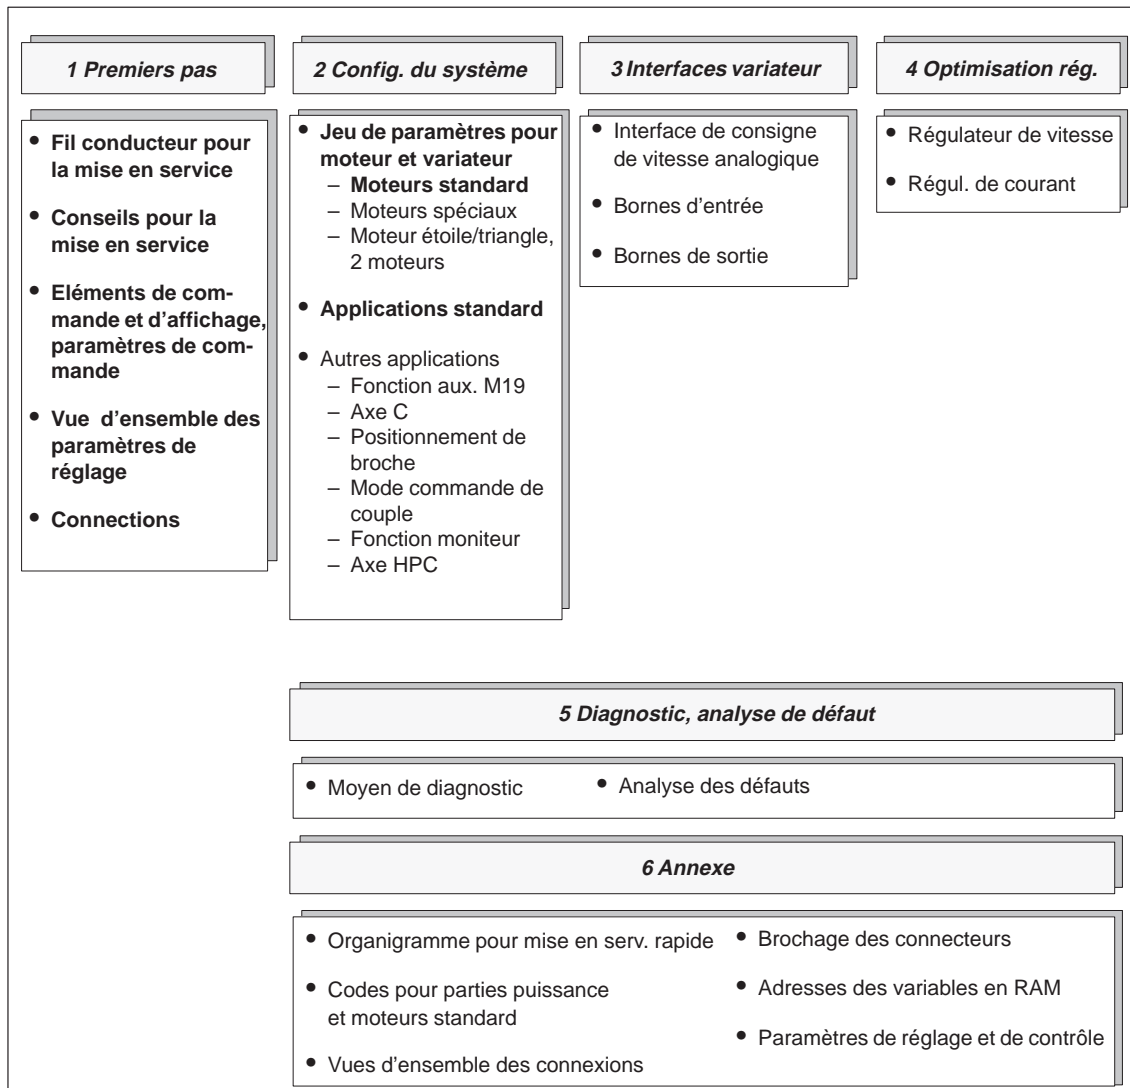 1 Premiers pas
• Fil conducteur pour
la mise en service
• Conseils pour la
mise en service
• Eléments de com-
mande et d'affichage,
paramètres de com-
mande
• Vue d'ensemble des
paramètres de
réglage
• Connections
2 Config. du système
• Jeu de paramètres pour
moteur et variateur
– Moteurs standard
– Moteurs spéciaux
– Moteur étoile/triangle,
2 moteurs
• Applications standard
• Autres applications
– Fonction aux. M19
– Axe C
– Positionnement de
broche
– Mode commande de
couple
– Fonction moniteur
– Axe HPC
3 Interfaces variateur
• Interface de consigne
de vitesse analogique
• Bornes d'entrée
• Bornes de sortie
4 Optimisation rég.
• Régulateur de vitesse
• Régul. de courant
5 Diagnostic, analyse de défaut
• Moyen de diagnostic
• Analyse des défauts
6 Annexe
• Organigramme pour mise en serv. rapide
• Codes pour parties puissance
et moteurs standard
• Vues d'ensemble des connexions
• Brochage des connecteurs
• Adresses des variables en RAM
• Paramètres de réglage et de contrôle